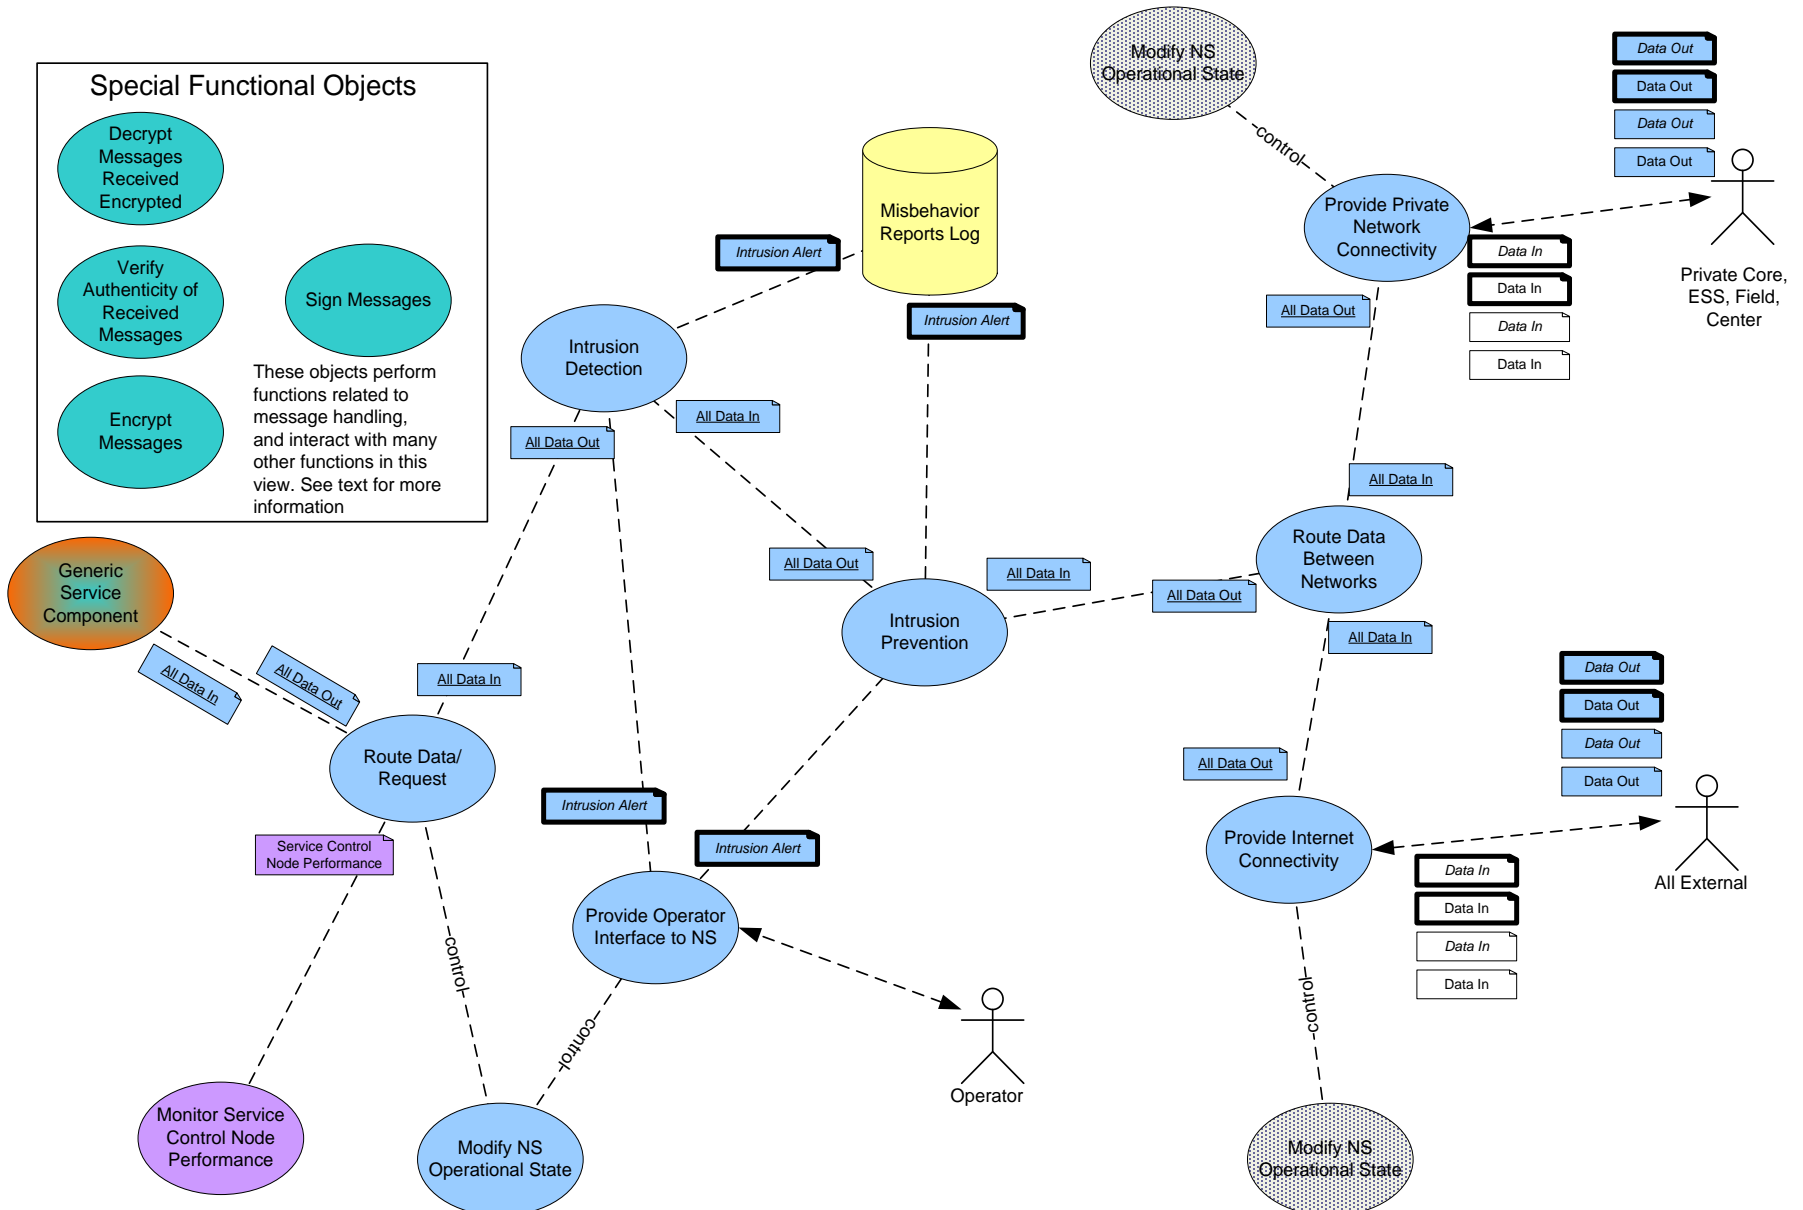 Special Functional Objects
Decrypt
Messages
Received
Encrypted
Verify
Authenticity of
Received
Messages
Sign Messages
Encrypt
Messages
These objects perform
functions related to
message handling,
and interact with many
other functions in this
view. See text for more
information
Modify NS
Operational State
control
Data Out
Data Out
Data Out
Data Out
Provide Private
Network
Connectivity
Data In
Data In
Data In
Data In
Private Core,
ESS, Field,
Center
Misbehavior
Reports Log
Intrusion Alert
Intrusion Alert
All Data Out
Intrusion
Detection
All Data In
All Data Out
All Data In
Route Data
Between
Networks
All Data Out
All Data In
All Data Out
All Data In
Generic
Service
Component
Intrusion
Prevention
All Data In
All Data Out
All Data In
Route Data/
Request
Data Out
Data Out
Data Out
Data Out
All Data Out
Intrusion Alert
Intrusion Alert
Service Control
Node Performance
Provide Internet
Connectivity
All External
Data In
Data In
Data In
Data In
Provide Operator
Interface to NS
control
control
control
Operator
Monitor Service
Control Node
Performance
Modify NS
Operational State
Modify NS
Operational State